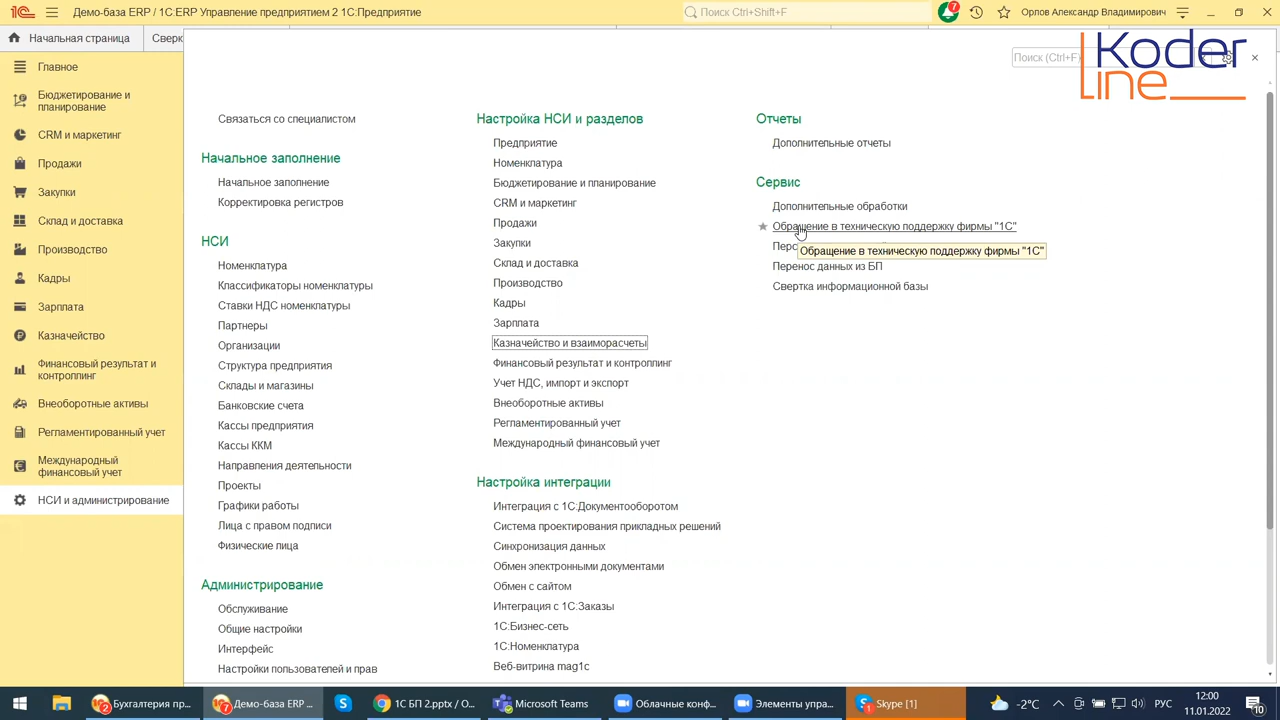 Демо-база ERP / 1С:ERP Управление предприятием 2 1С:Предприятие
Поиск Ctrl+Shift+F
7
Орлов Александр Владимирович
Начальная страница
Сверк
Поиск (Ctrl+F)
Koder
line
Главное
Бюджетирование и
планирование
CRM и маркетинг
Продажи
Закупки
Склад и доставка
Производство
Кадры
Зарплата
Казначейство
Финансовый результат и
контроллинг
Внеоборотные активы
Регламентированный учет
Международный
финансовый учет
НСИ и администрирование
Связаться со специалистом
Начальное заполнение
Начальное заполнение
Корректировка регистров
НСИ
Номенклатура
Классификаторы номенклатуры
Ставки НДС номенклатуры
Партнеры
Организации
Структура предприятия
Склады и магазины
Банковские счета
Кассы предприятия
Кассы ККМ
Направления деятельности
Проекты
Графики работы
Лица с правом подписи
Физические лица
Администрирование
Обслуживание
Общие настройки
Интерфейс
Настройки пользователей и прав
Настройка НСИ и разделов
Предприятие
Номенклатура
Бюджетирование и планирование
CRM и маркетинг
Продажи
Закупки
Склад и доставка
Производство
Кадры
Зарплата
Казначейство и взаиморасчеты
Финансовый результат и контроллинг
Учет НДС, импорт и экспорт
Внеоборотные активы
Регламентированный учет
Международный финансовый учет
Настройка интеграции
Интеграция с 1С:Документооборотом
Система проектирования прикладных решений
Синхронизация данных
Обмен электронными документами
Обмен с сайтом
Интеграция с 1С:Заказы
1С:Бизнес-сеть
1С:Номенклатура
Веб-витрина mag1c
Отчеты
Дополнительные отчеты
Сервис
Дополнительные обработки
Обращение в техническую поддержку фирмы "1С"
Перс
Обращение в техническую поддержку фирмы "1С"
Перенос данных из БП
Свертка информационной базы
Бухгалтерия пр...
Демо-база ERP ...
1С БП 2.pptx / О...
Microsoft Teams
Облачные конф...
Элементы упра...
Skype [1]
-2°C
РУС
12:00
11.01.2022